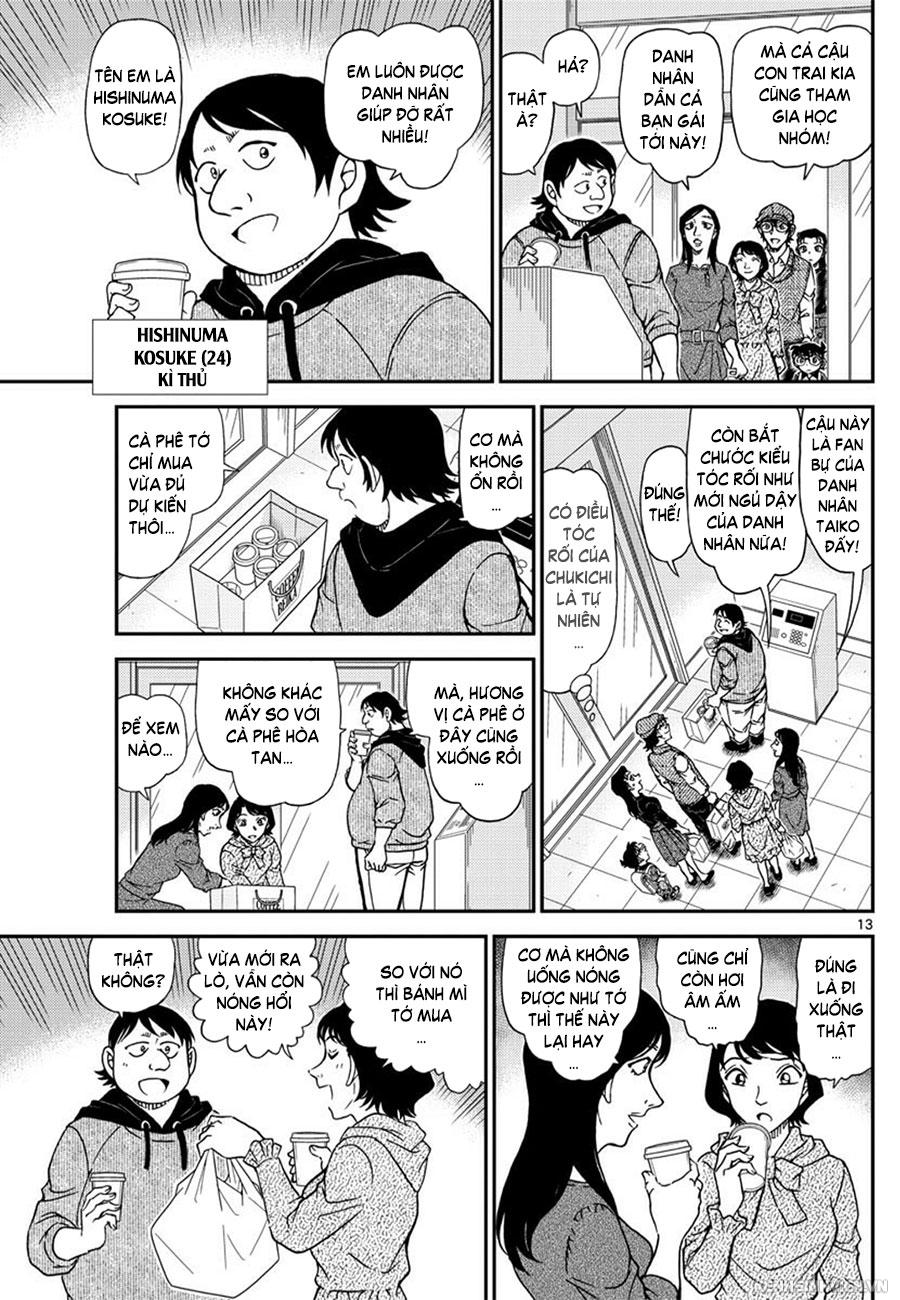 MÀ CẢ CẬU
CON TRAI KIA
CŨNG THAM
GIA HỌC
NHÓM!
DANH
NHÂN
DẪN CẢ
BẠN GÁI
TỚI NÀY!
HẢ?
THẬT
À?
EM LUÔN ĐƯỢC
DANH NHÂN
GIÚP ĐỠ RẤT
NHIỀU!
TÊN EM LÀ
HISHINUMA
KOSUKE!
HISHINUMA
KOSUKE (24)
KÌ THỦ
CẬU NÀY
LÀ FAN
BỰ CỦA
DANH
NHÂN
TAIKO
ĐẤY!
CÒN BẮT
CHƯỚC KIỂU
TÓC RỐI NHƯ
MỚI NGỦ DẬY
CỦA DANH
NHÂN NỮA!
ĐÚNG
THẾ!
CÓ ĐIỀU
TÓC
RỐI CỦA
CHUKICHI
LÀ TỰ
NHIÊN
...
CƠ MÀ
KHÔNG
ỔN RỒI
...
CÀ PHÊ TỚ
CHỈ MUA
VỪA ĐỦ
DỰ KIẾN
THÔI...
MÀ, HƯƠNG
VỊ CÀ PHÊ Ở
ĐÂY CŨNG
XUỐNG RỒI
...
KHÔNG KHÁC
MẤY SO VỚI
CÀ PHÊ HÒA
TAN...
ĐỂ XEM
NÀO...
13
ĐÚNG
LÀ ĐI
XUỐNG
THẬT
...
CŨNG CHỈ
CÒN HƠI
ÂM ẤM
...
CƠ MÀ KHÔNG
UỐNG NÓNG
ĐƯỢC NHƯ TỚ
THÌ THẾ NÀY
LẠI HAY
...
SO VỚI NÓ
THÌ BÁNH MÌ
TỚ MUA
...
VỪA MỚI RA
LÒ, VẪN CÒN
NÓNG HỔI
NÀY!
THẬT
KHÔNG?